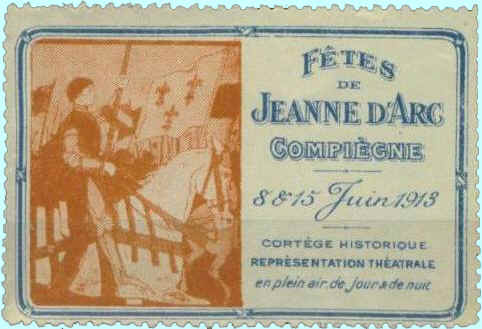 FÊTES
DE
JEANNE D'ARC
COMPIÈGNE
8 & 15 Juin 1913
CORTÈGE HISTORIQUE
REPRÉSENTATION THÉATRALE
en plein air de Jour & de nuit